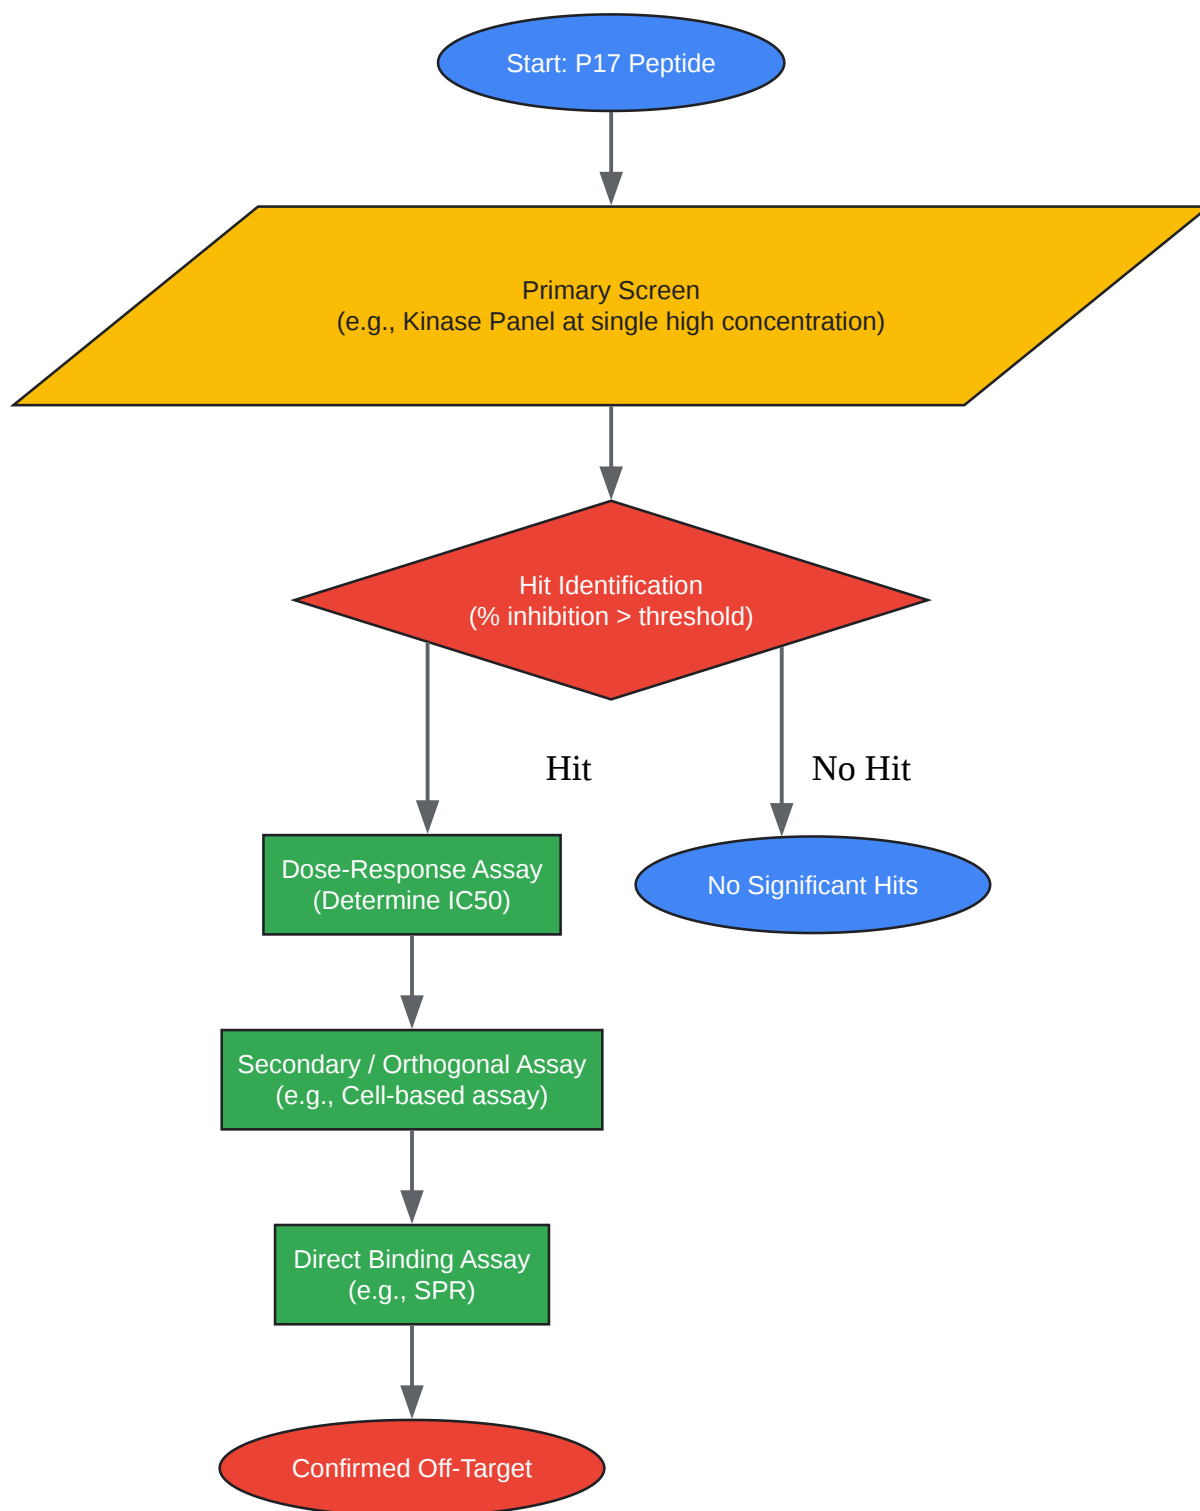 Start: P17 Peptide
Primary Screen
(e.g., Kinase Panel at single high concentration)
Hit Identification
(% inhibition > threshold)
Hit
No Hit
Dose-Response Assay
(Determine IC50)
No Significant Hits
Secondary / Orthogonal Assay
(e.g., Cell-based assay)
Direct Binding Assay
(e.g., SPR)
Confirmed Off-Target